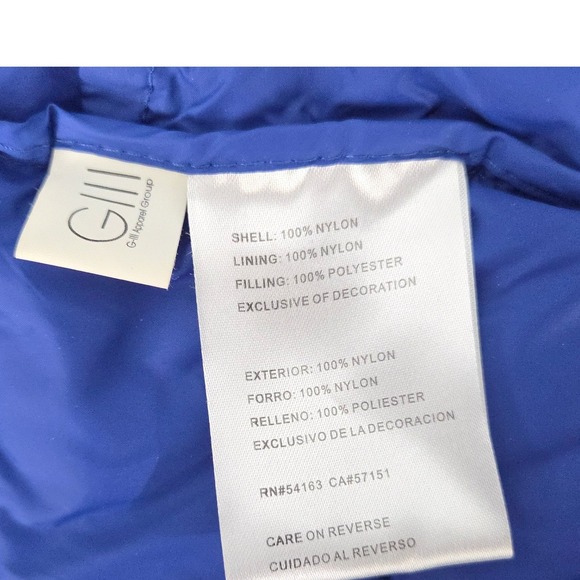 GIII
G-III Apparel Group
SHELL: 100% NYLON
LINING: 100% NYLON
FILLING: 100% POLYESTER
EXCLUSIVE OF DECORATION
EXTERIOR: 100% NYLON
FORRO: 100% NYLON
RELLENO: 100% POLIESTER
EXCLUSIVO DE LA DECORACION
RN#54163 CA#57151
CARE ON REVERSE
CUIDADO AL REVERSO